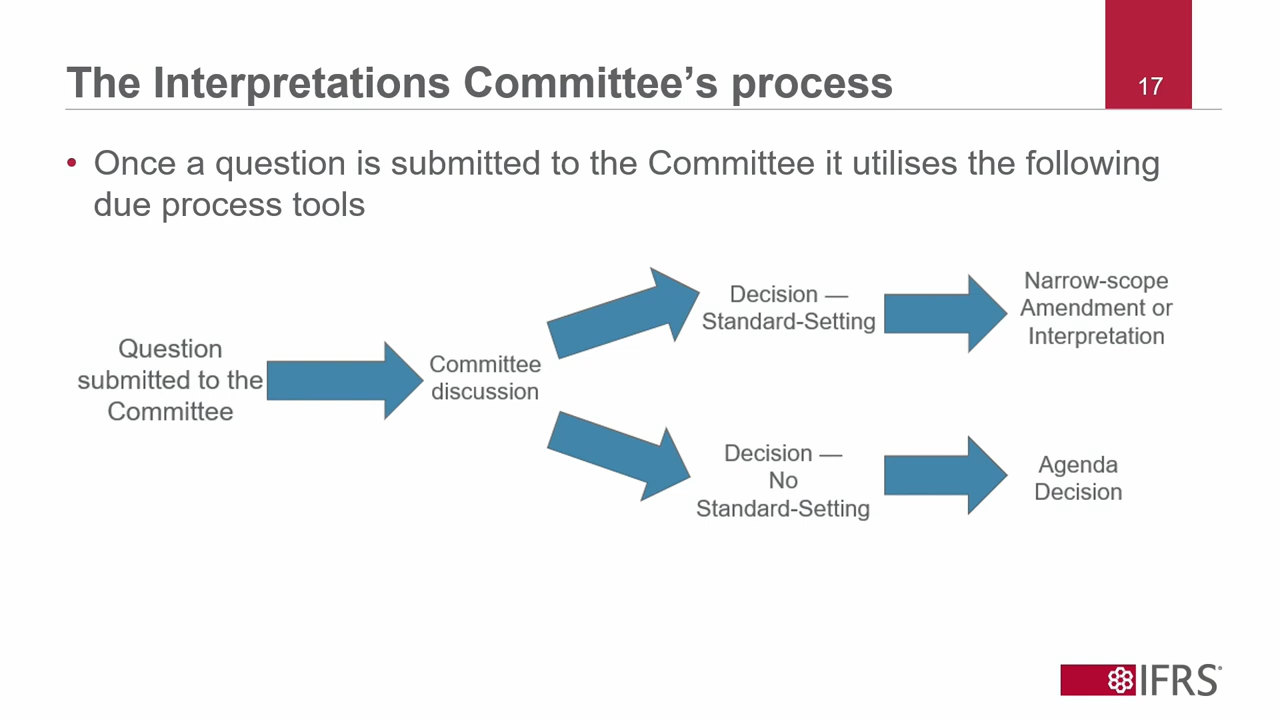 The Interpretations Committee’s process
17
• Once a question is submitted to the Committee it utilises the following
due process tools
Question
submitted to the
Committee
Committee
discussion
Decision —
Standard-Setting
Narrow-scope
Amendment or
Interpretation
Decision —
No
Standard-Setting
Agenda
Decision
IFRS